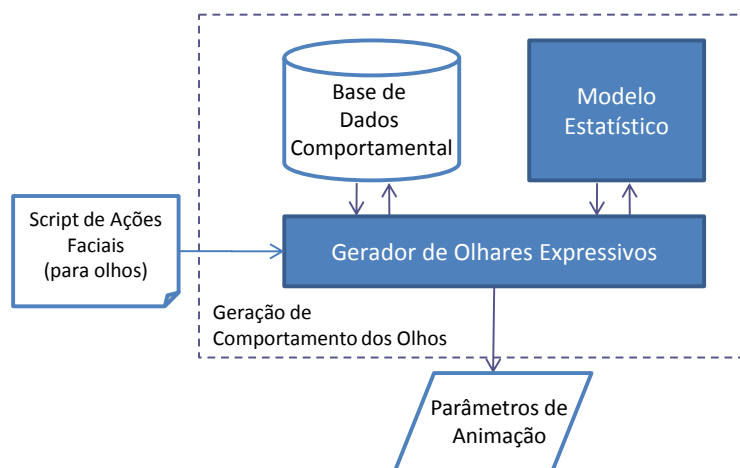 Base de
Dados
Comportamental
Modelo
Estatístico
Script de Ações
Faciais
(para olhos)
Gerador de Olhares Expressivos
Geração de
Comportamento dos Olhos
Parâmetros de
Animação